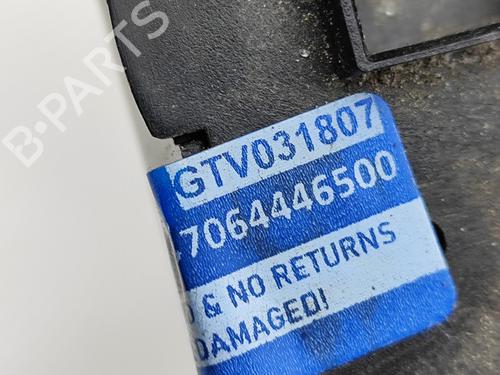 B-PARTS
GTV031807
7064446500
& NO RETURNS
DAMAGED!